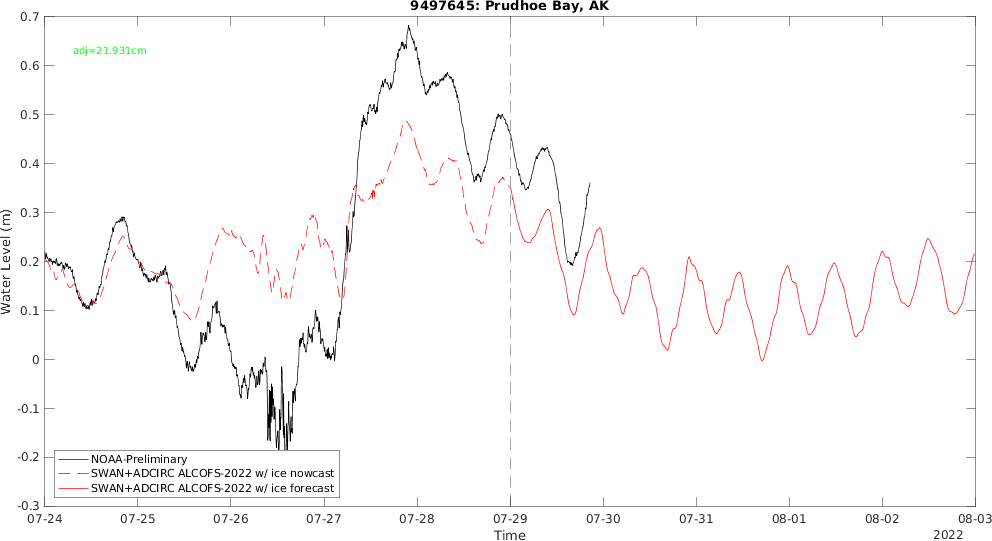 9497645: Prudhoe Bay, AK
0.7
adj=21.931cm
0.6
0.5
0.4
0.3
0.2
0.1
0
-0.1
-0.2
-0.3
Water Level (m)
NOAA-Preliminary
SWAN+ADCIRC ALCOFS-2022 w/ ice nowcast
SWAN+ADCIRC ALCOFS-2022 w/ ice forecast
07-24 07-25 07-26 07-27 07-28 07-29 07-30 07-31 08-01 08-02 08-03
Time
2022